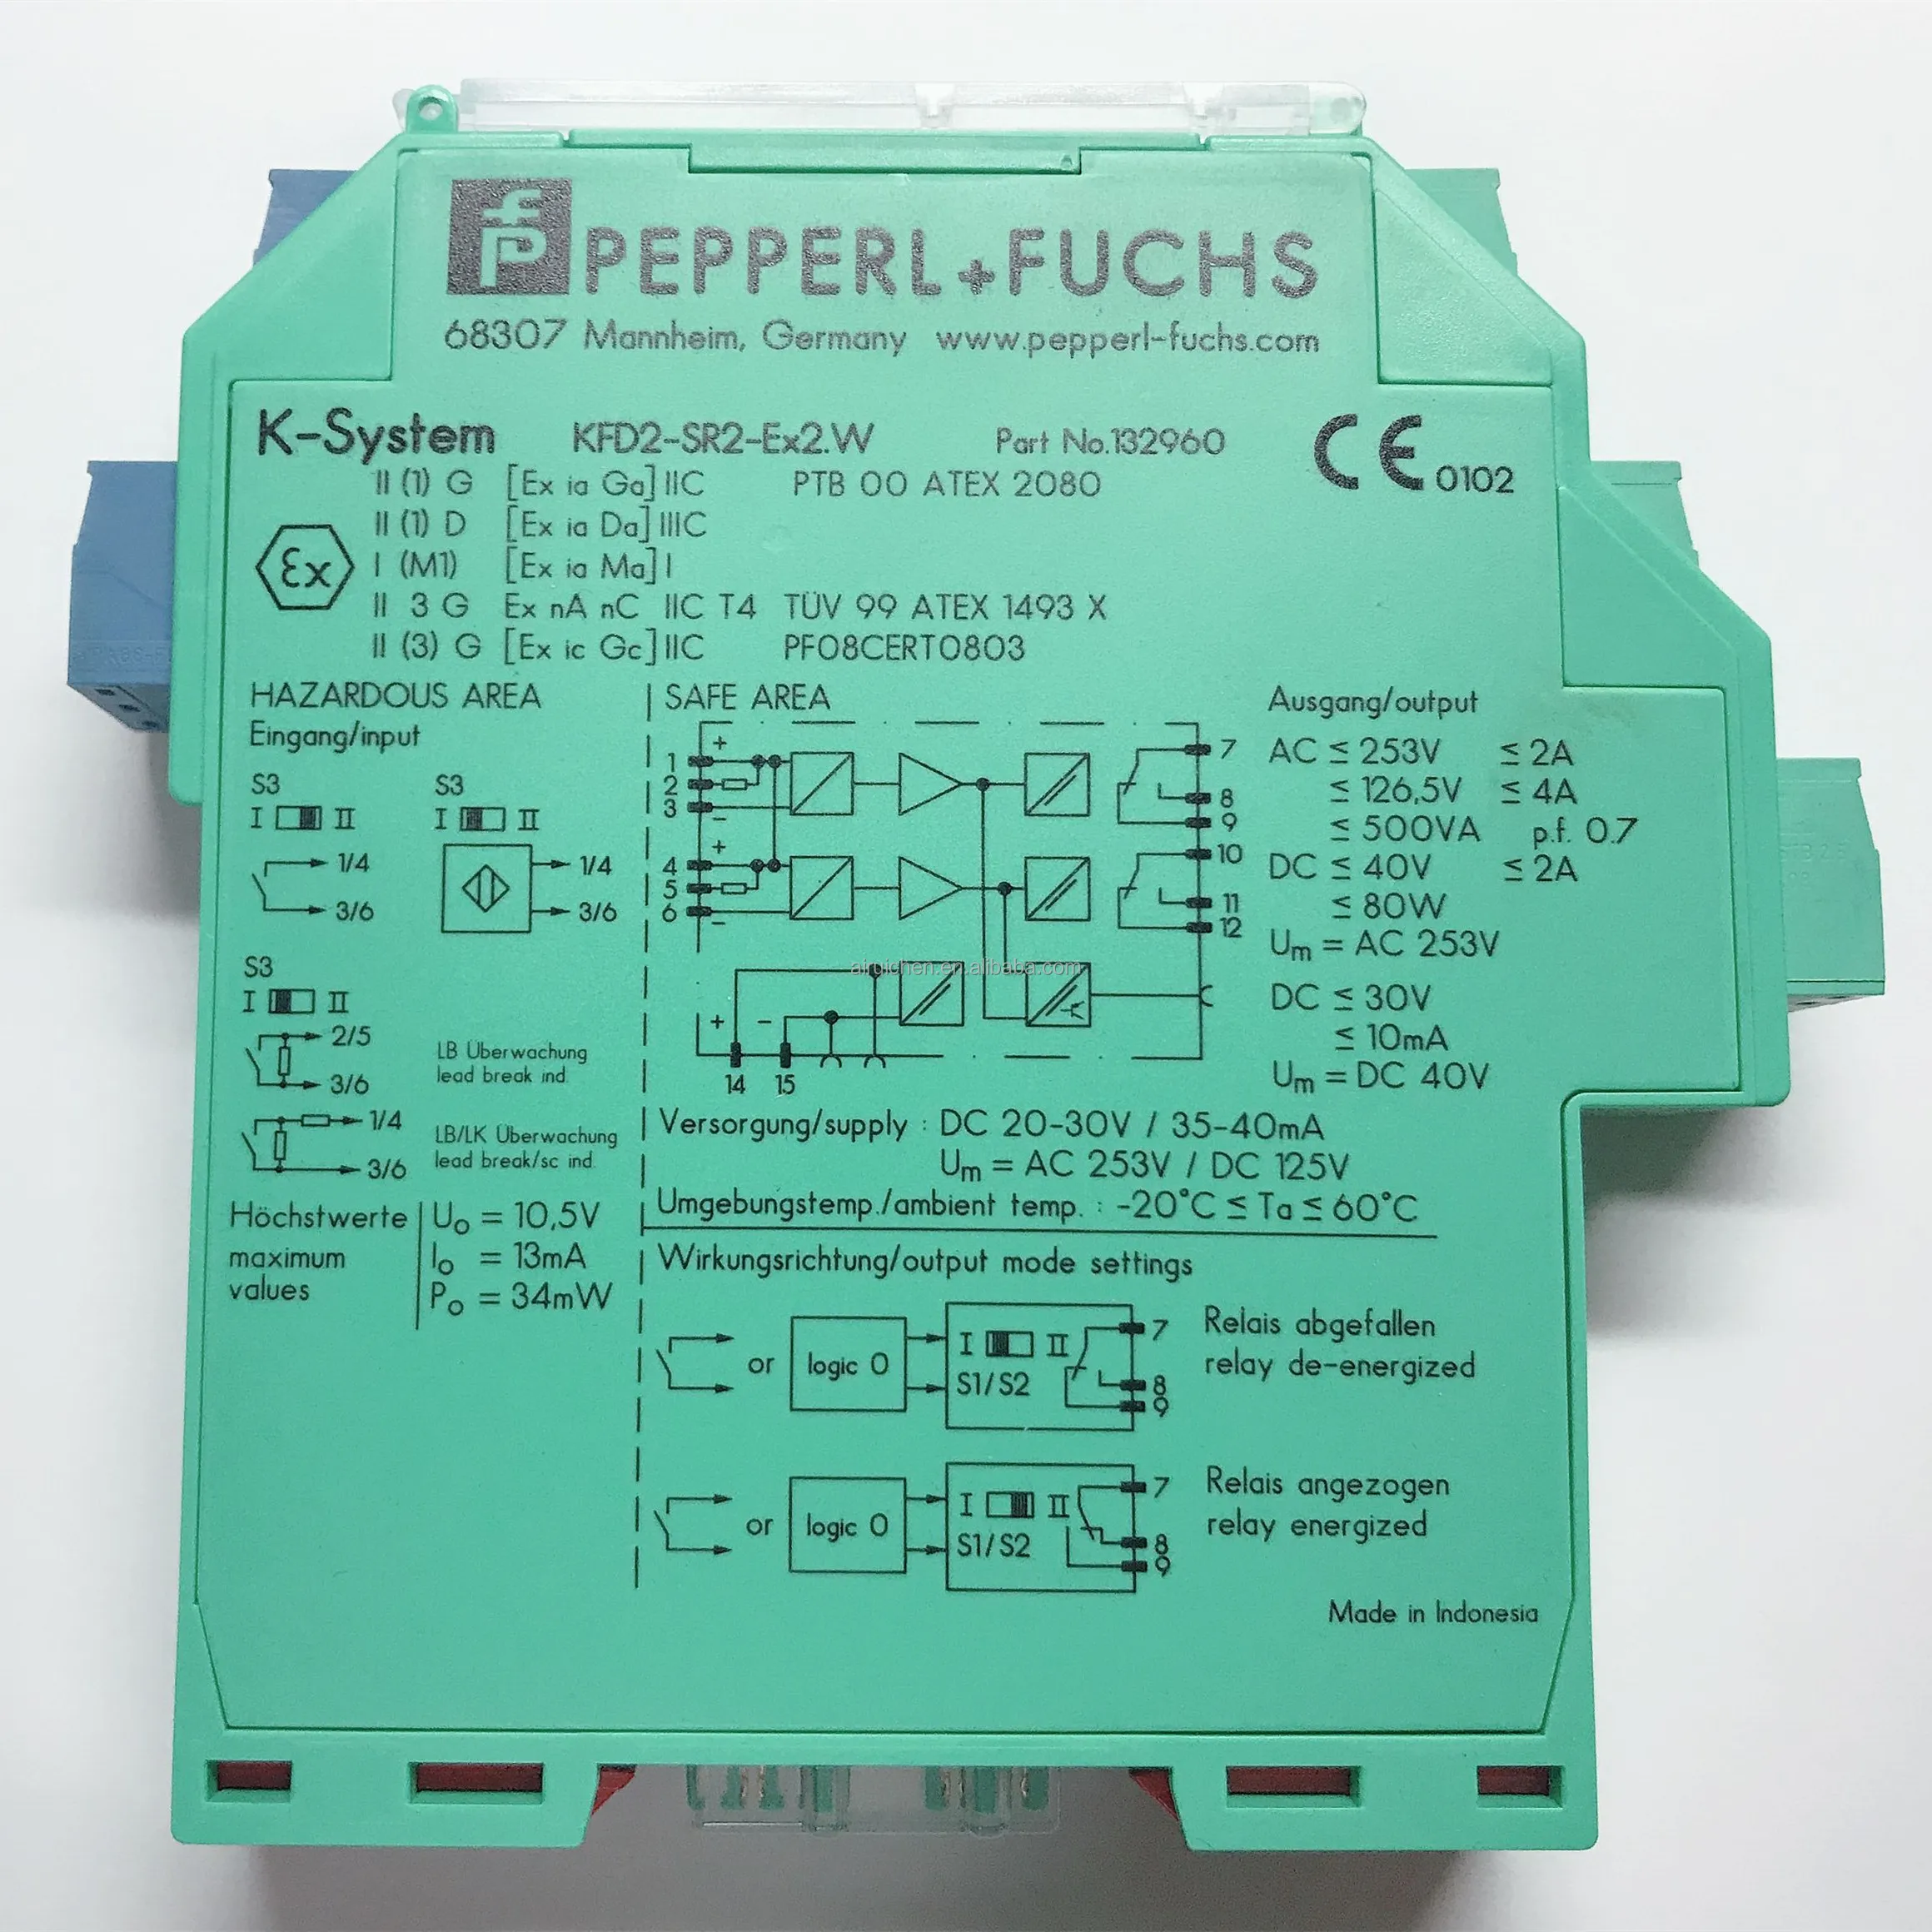 fp PEPPERL+FUCHS
68307 Mannheim, Germany www.pepperl-fuchs.com
K-System KFD2-SR2-Ex2.W Part No.132960 CE 0102
II (1) G [Ex ia Ga] IIC PTB 00 ATEX 2080
II (1) D [Ex ia Da] IIIC
Ex I (M1) [Ex ia Ma] I
II 3 G Ex nA nC IIC T4 TÜV 99 ATEX 1493 X
II (3) G [Ex ic Gc] IIC PF08CERT0803
HAZARDOUS AREA
Eingang/input
S3 S3
I II I II
1/4 1/4
3/6 3/6
S3
I II
2/5
3/6
LB Überwachung
lead break ind.
1/4
3/6
LB/LK Überwachung
lead break/sc ind.
Höchstwerte
maximum
values
Uo = 10,5V
Io = 13mA
Po = 34mW
SAFE AREA
1 +
2
3 -
4 +
5
6 -
7
8
9
10
11
12
+ -
14 15
airuichen.en.alibaba.com
Ausgang/output
AC ≤ 253V ≤ 2A
≤ 126,5V ≤ 4A
≤ 500VA p.f. 0.7
DC ≤ 40V ≤ 2A
≤ 80W
Um = AC 253V
DC ≤ 30V
≤ 10mA
Um = DC 40V
Versorgung/supply : DC 20-30V / 35-40mA
Um = AC 253V / DC 125V
Umgebungstemp./ambient temp. : -20°C ≤ Ta ≤ 60°C
Wirkungsrichtung/output mode settings
or logic 0 I II
S1/S2
7
8
9
Relais abgefallen
relay de-energized
or logic 0 I II
S1/S2
7
8
9
Relais angezogen
relay energized
Made in Indonesia